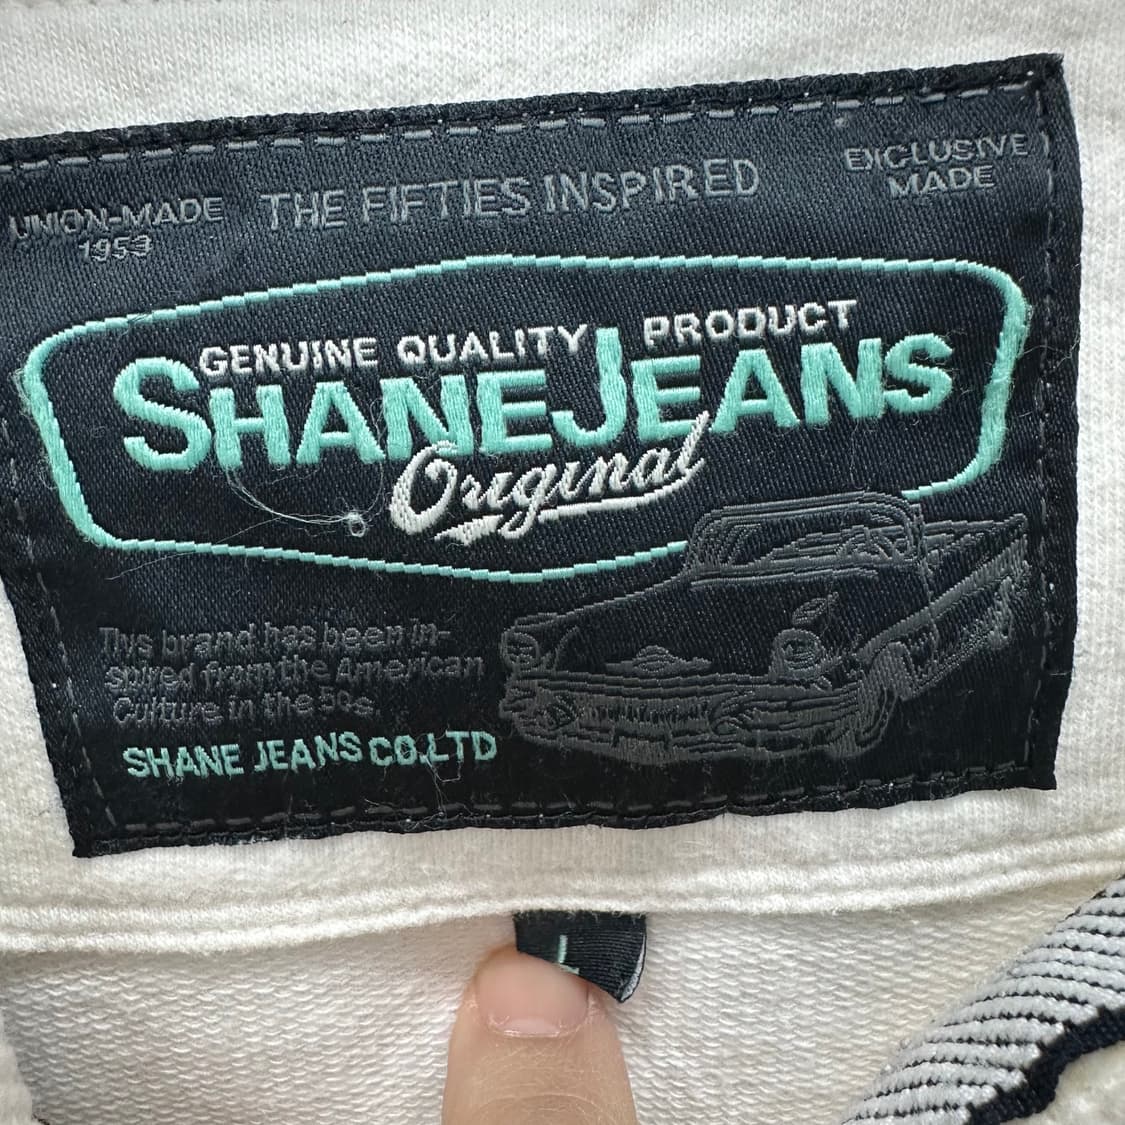 UNION-MADE
1953
THE FIFTIES INSPIRED
EXCLUSIVE
MADE
GENUINE QUALITY PRODUCT
SHANEJEANS
Original
This brand has been in-
spired from the American
Culture in the 50s.
SHANE JEANS CO.LTD
L